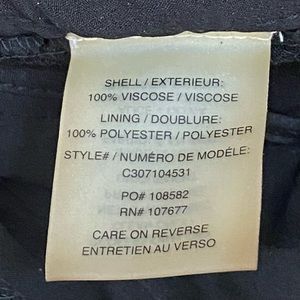 SHELL / EXTERIEUR:
100% VISCOSE / VISCOSE
LINING / DOUBLURE:
100% POLYESTER / POLYESTER
STYLE# / NUMÉRO DE MODÉLE:
C307104531
PO# 108582
RN# 107677
CARE ON REVERSE
ENTRETIEN AU VERSO